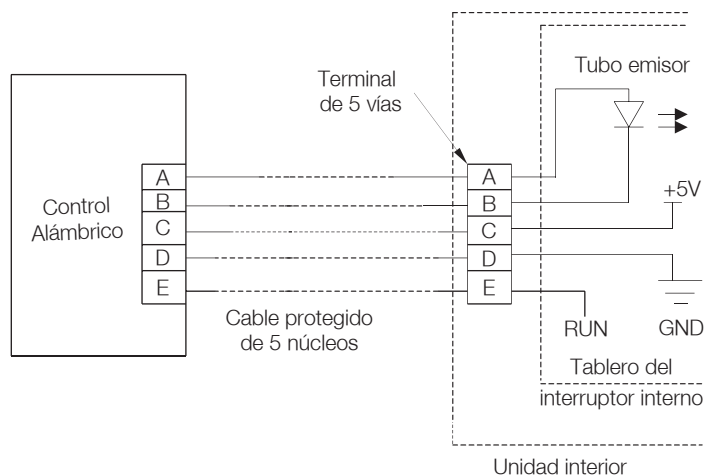 Control
Alámbrico
A
B
C
D
E
Cable protegido
de 5 núcleos
Terminal
de 5 vías
A
B
C
D
E
Tubo emisor
+5V
RUN
GND
Tablero del
interruptor interno
Unidad interior